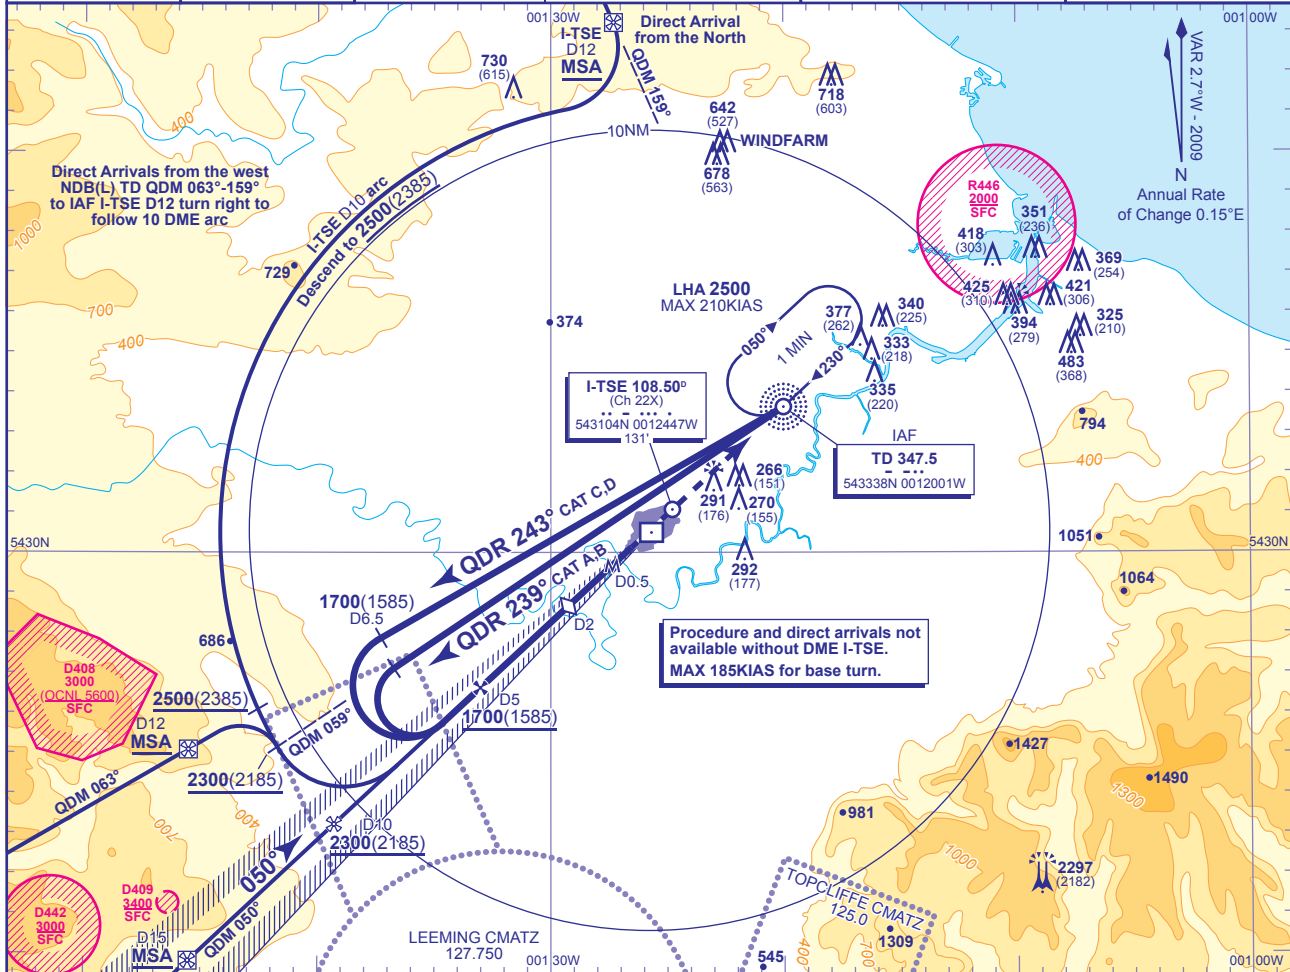 001:30W
001:00W
I-TSE
D12
MSA
Direct Arrival
from the North
QDM 159°
730
(615)
718
(603)
642
(527)
WINDFARM
678
(563)
10NM
VAR 2.7°W - 2009
N
Annual Rate
of Change 0.15°E
400
Direct Arrivals from the west
NDB(L) TD QDM 063°-159°
to IAF I-TSE D12 turn right to
follow 10 DME arc
1000
I-TSE D10 arc
Descend to 2500(2385)
729
700
400
374
R446
2000
SFC
351
(236)
418
(303)
369
(254)
425
(310)
421
(306)
394
(279)
325
(210)
483
(368)
LHA 2500
MAX 210KIAS
050°
1 MIN
230°
377
(262)
340
(225)
333
(218)
335
(220)
I-TSE 108.50D
(Ch 22X)
·· – ··· ·
543104N 0012447W
131'
IAF
TD 347.5
– –··
543338N 0012001W
794
400
266
(151)
291
(176)
270
(155)
292
(177)
QDR 243° CAT C,D
QDR 239° CAT A,B
5430N
5430N
1051
1064
D0.5
D2
1700(1585)
D6.5
686
Procedure and direct arrivals not
available without DME I-TSE.
MAX 185KIAS for base turn.
D408
3000
(OCNL 5600)
SFC
2500(2385)
D12
MSA
QDM 059°
D5
1700(1585)
QDM 063°
2300(2185)
D10
2300(2185)
400
700
1427
1490
1300
981
1000
2297
(2182)
050°
QDM 050°
D409
3400
SFC
D442
3000
SFC
D15
MSA
LEEMING CMATZ
127.750
TOPCLIFFE CMATZ
125.0
1309
400
700
545
001:30W
001:00W